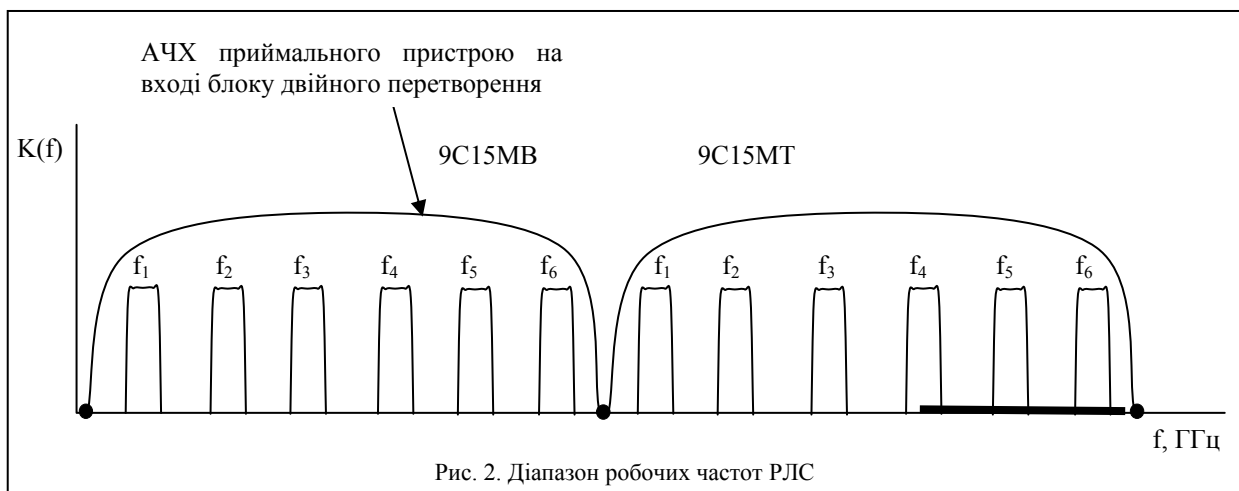 АЧХ приймального пристрою на
вході блоку двійного перетворення
K(f)
9С15МВ
9С15МТ
f₁ f₂ f₃ f₄ f₅ f₆ f₁ f₂ f₃ f₄ f₅ f₆
f, ГГц
Рис. 2. Діапазон робочих частот РЛС